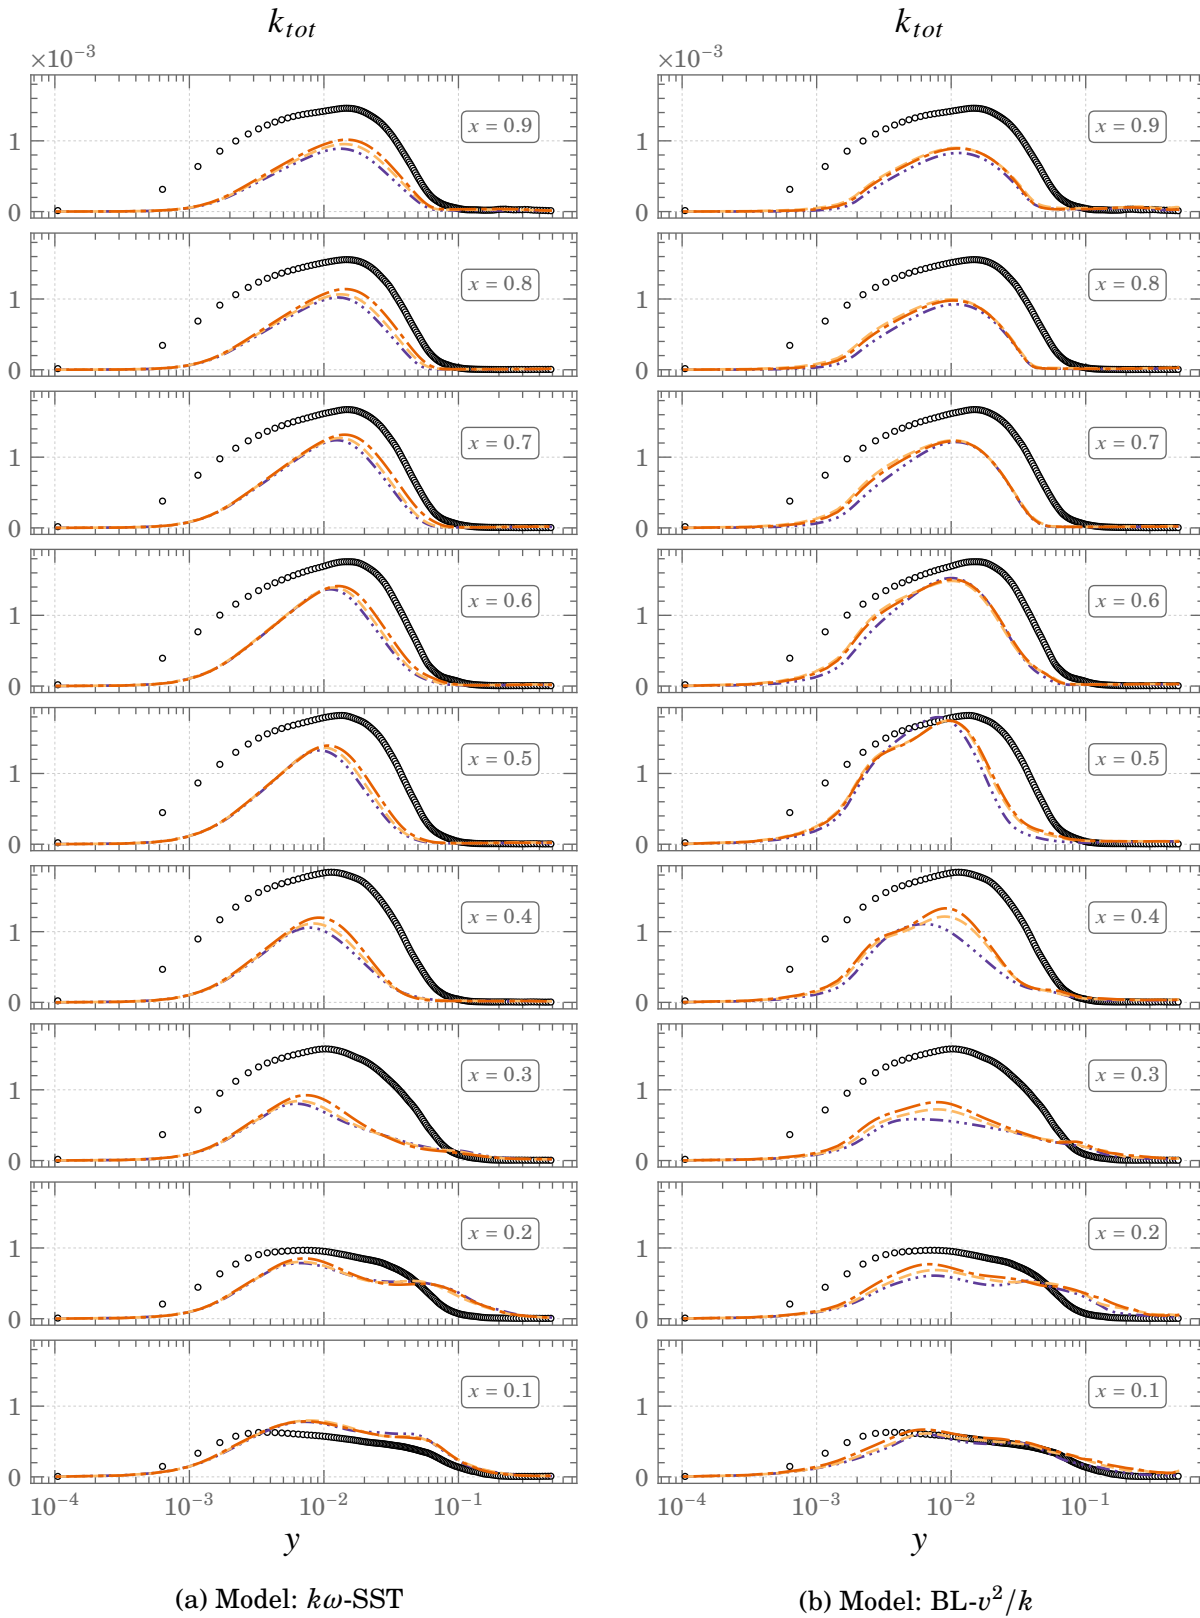 k_{tot} k_{tot}
×10⁻³ ×10⁻³
x = 0.9 x = 0.9
1 1
0 0
x = 0.8 x = 0.8
1 1
0 0
x = 0.7 x = 0.7
1 1
0 0
x = 0.6 x = 0.6
1 1
0 0
x = 0.5 x = 0.5
1 1
0 0
x = 0.4 x = 0.4
1 1
0 0
x = 0.3 x = 0.3
1 1
0 0
x = 0.2 x = 0.2
1 1
0 0
x = 0.1 x = 0.1
1 1
0 0
10⁻⁴ 10⁻³ 10⁻² 10⁻¹ 10⁻⁴ 10⁻³ 10⁻² 10⁻¹
y y
(a) Model: kω-SST (b) Model: BL-v²/k